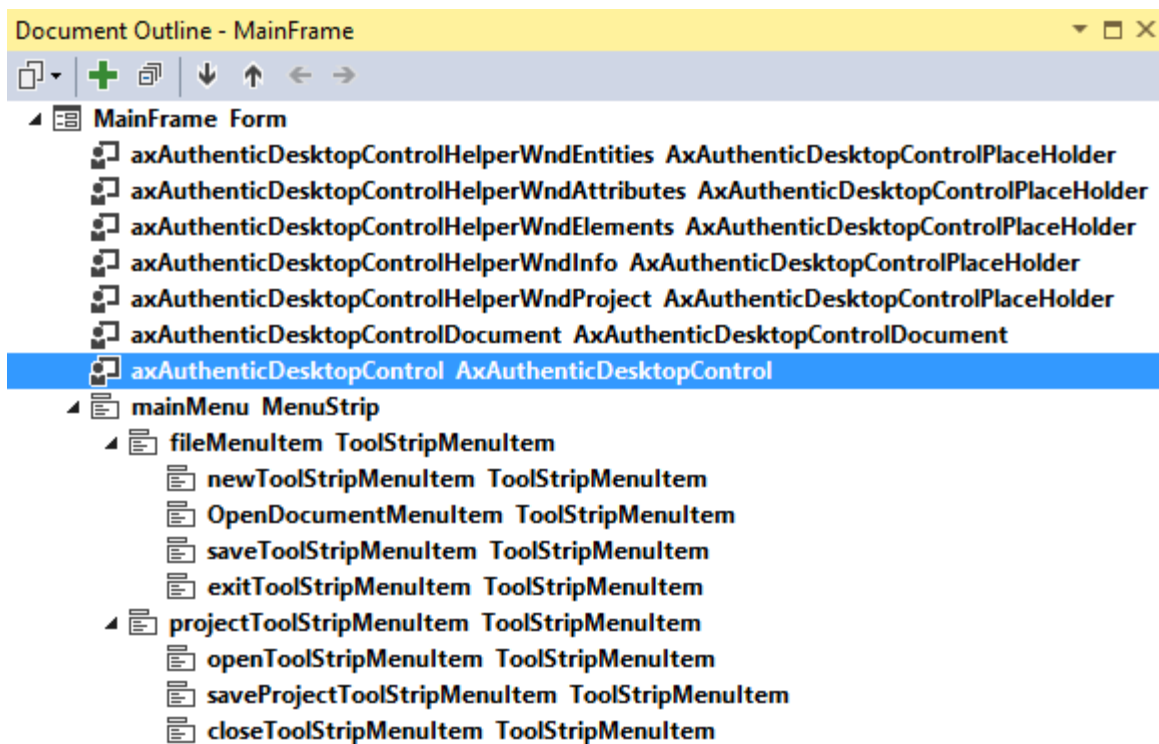 Document Outline - MainFrame
MainFrame Form
axAuthenticDesktopControlHelperWndEntities AxAuthenticDesktopControlPlaceHolder
axAuthenticDesktopControlHelperWndAttributes AxAuthenticDesktopControlPlaceHolder
axAuthenticDesktopControlHelperWndElements AxAuthenticDesktopControlPlaceHolder
axAuthenticDesktopControlHelperWndInfo AxAuthenticDesktopControlPlaceHolder
axAuthenticDesktopControlHelperWndProject AxAuthenticDesktopControlPlaceHolder
axAuthenticDesktopControlDocument AxAuthenticDesktopControlDocument
axAuthenticDesktopControl AxAuthenticDesktopControl
mainMenu MenuStrip
fileMenuItem ToolStripMenuItem
newToolStripMenuItem ToolStripMenuItem
OpenDocumentMenuItem ToolStripMenuItem
saveToolStripMenuItem ToolStripMenuItem
exitToolStripMenuItem ToolStripMenuItem
projectToolStripMenuItem ToolStripMenuItem
openToolStripMenuItem ToolStripMenuItem
saveProjectToolStripMenuItem ToolStripMenuItem
closeToolStripMenuItem ToolStripMenuItem